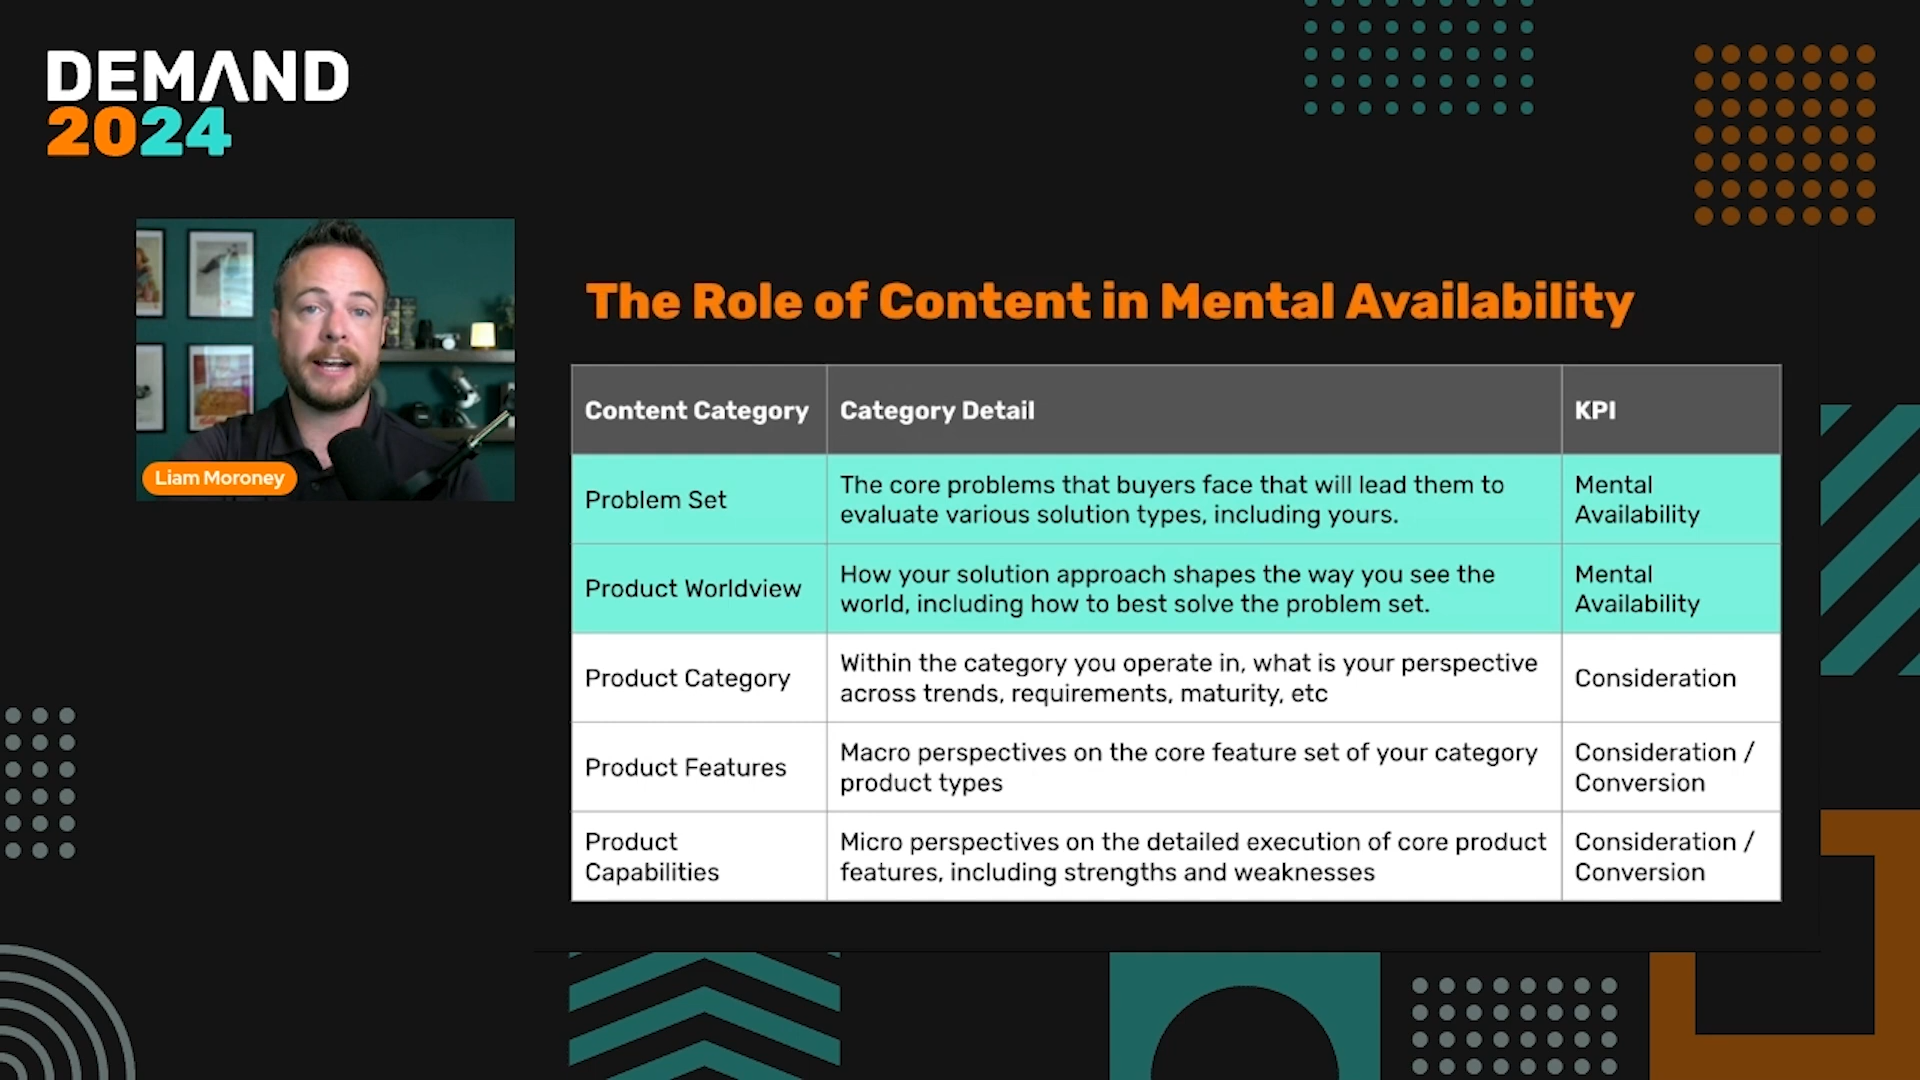 DEMAND
2024
Liam Moroney
The Role of Content in Mental Availability
Content Category
Category Detail
KPI
Problem Set
The core problems that buyers face that will lead them to
evaluate various solution types, including yours.
Mental
Availability
Product Worldview
How your solution approach shapes the way you see the
world, including how to best solve the problem set.
Mental
Availability
Product Category
Within the category you operate in, what is your perspective
across trends, requirements, maturity, etc
Consideration
Product Features
Macro perspectives on the core feature set of your category
product types
Consideration /
Conversion
Product
Capabilities
Micro perspectives on the detailed execution of core product
features, including strengths and weaknesses
Consideration /
Conversion